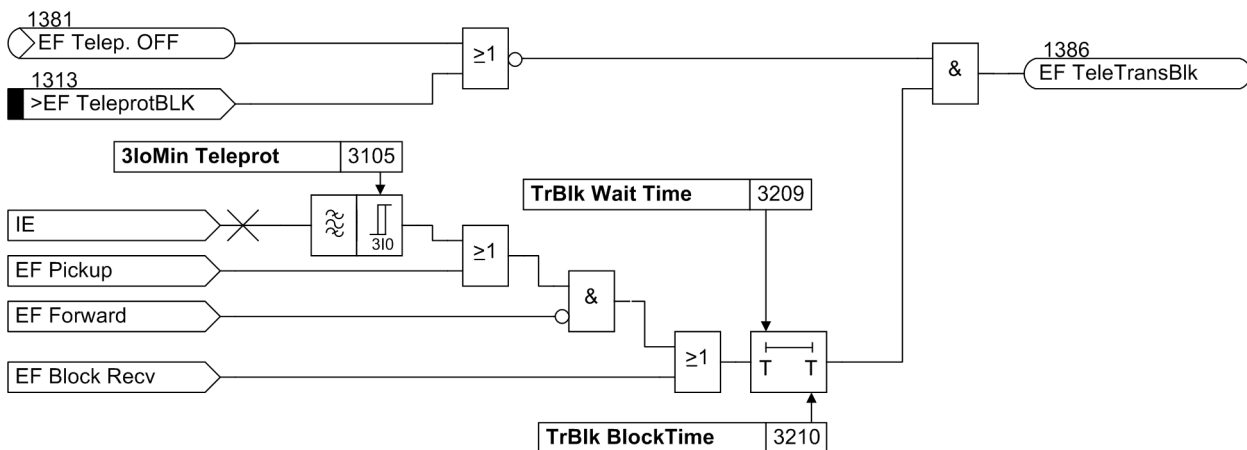 1381
EF Telep. OFF
≥1
&
1386
EF TeleTransBlk
1313
>EF TeleprotBLK
3IoMin Teleprot 3105
TrBlk Wait Time 3209
IE
3I0
≥1
EF Pickup
&
EF Forward
≥1
T T
EF Block Recv
TrBlk BlockTime 3210